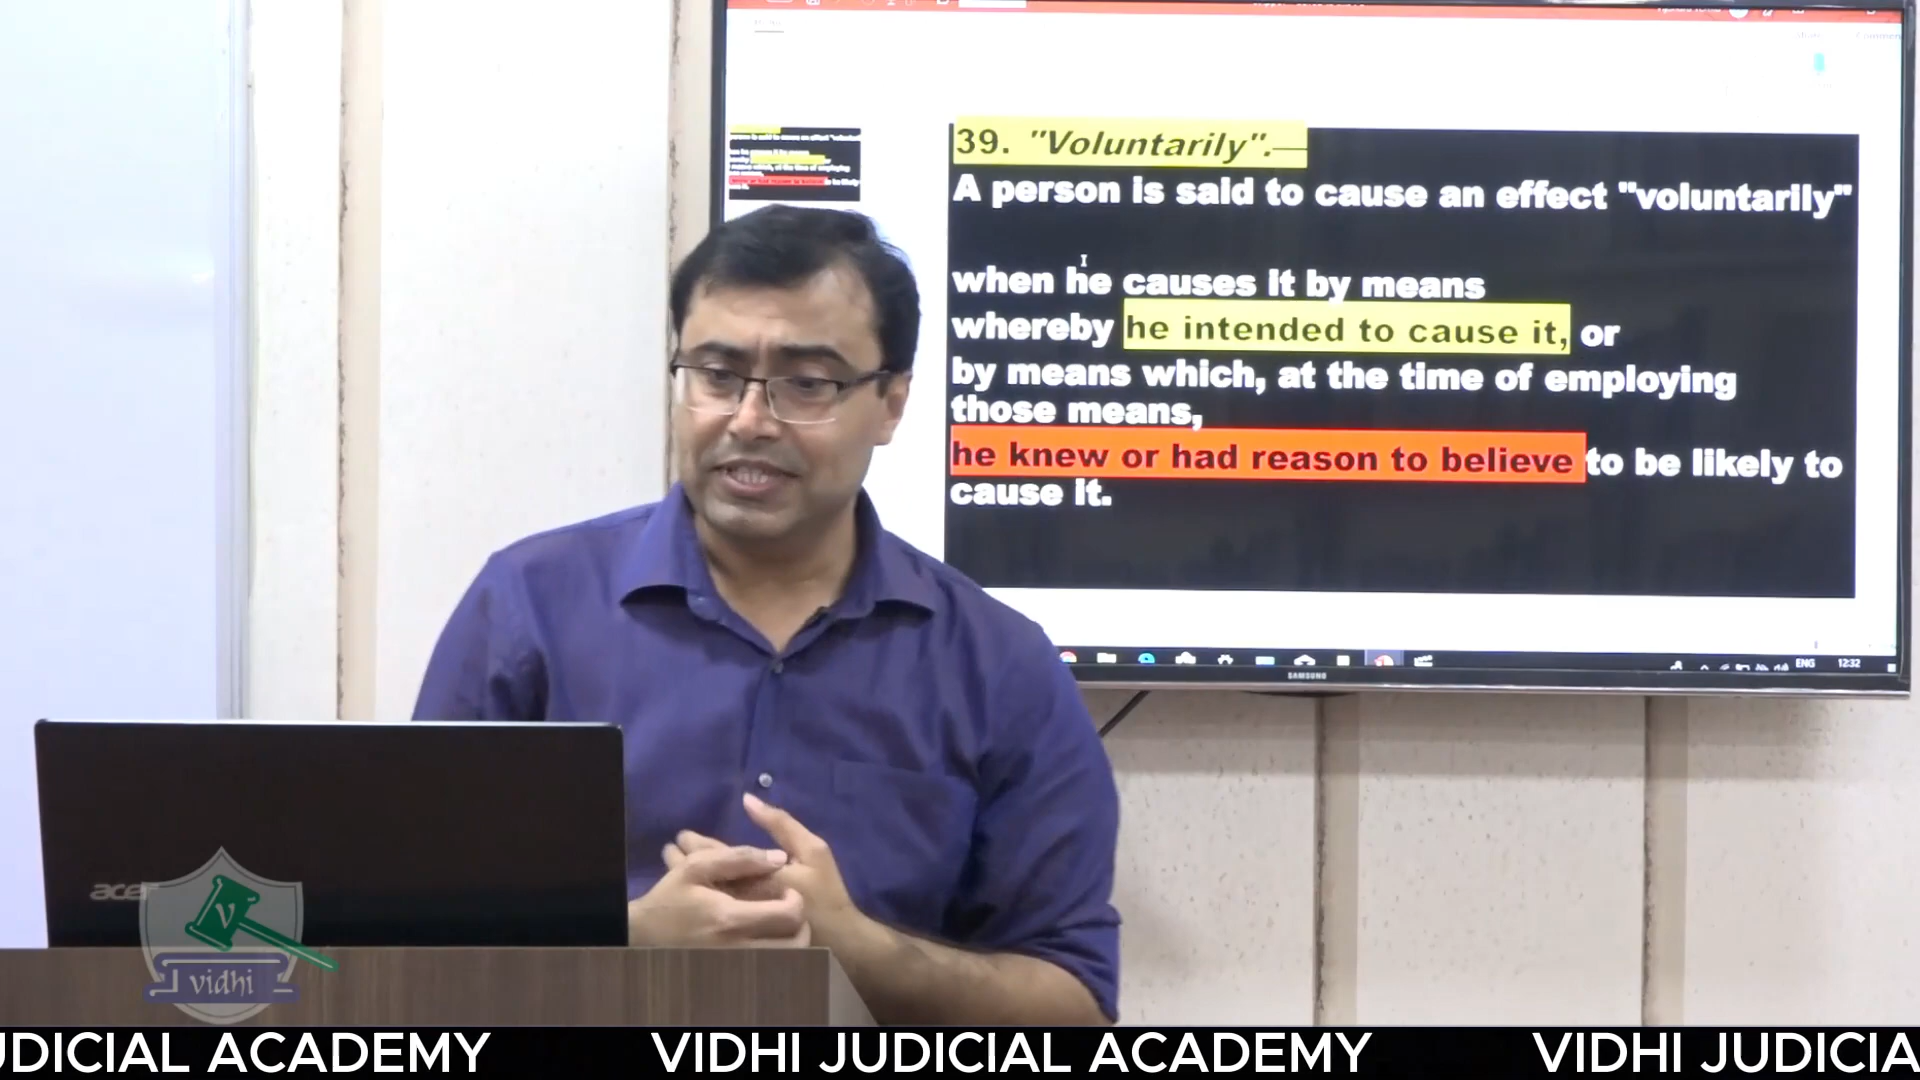 39. "Voluntarily".—
A person is said to cause an effect "voluntarily"
when he causes it by means
whereby he intended to cause it, or
by means which, at the time of employing
those means,
he knew or had reason to believe to be likely to
cause it.
ENG 12:32
SAMSUNG
acer
V
vidhi
JUDICIAL ACADEMY VIDHI JUDICIAL ACADEMY VIDHI JUDICIA